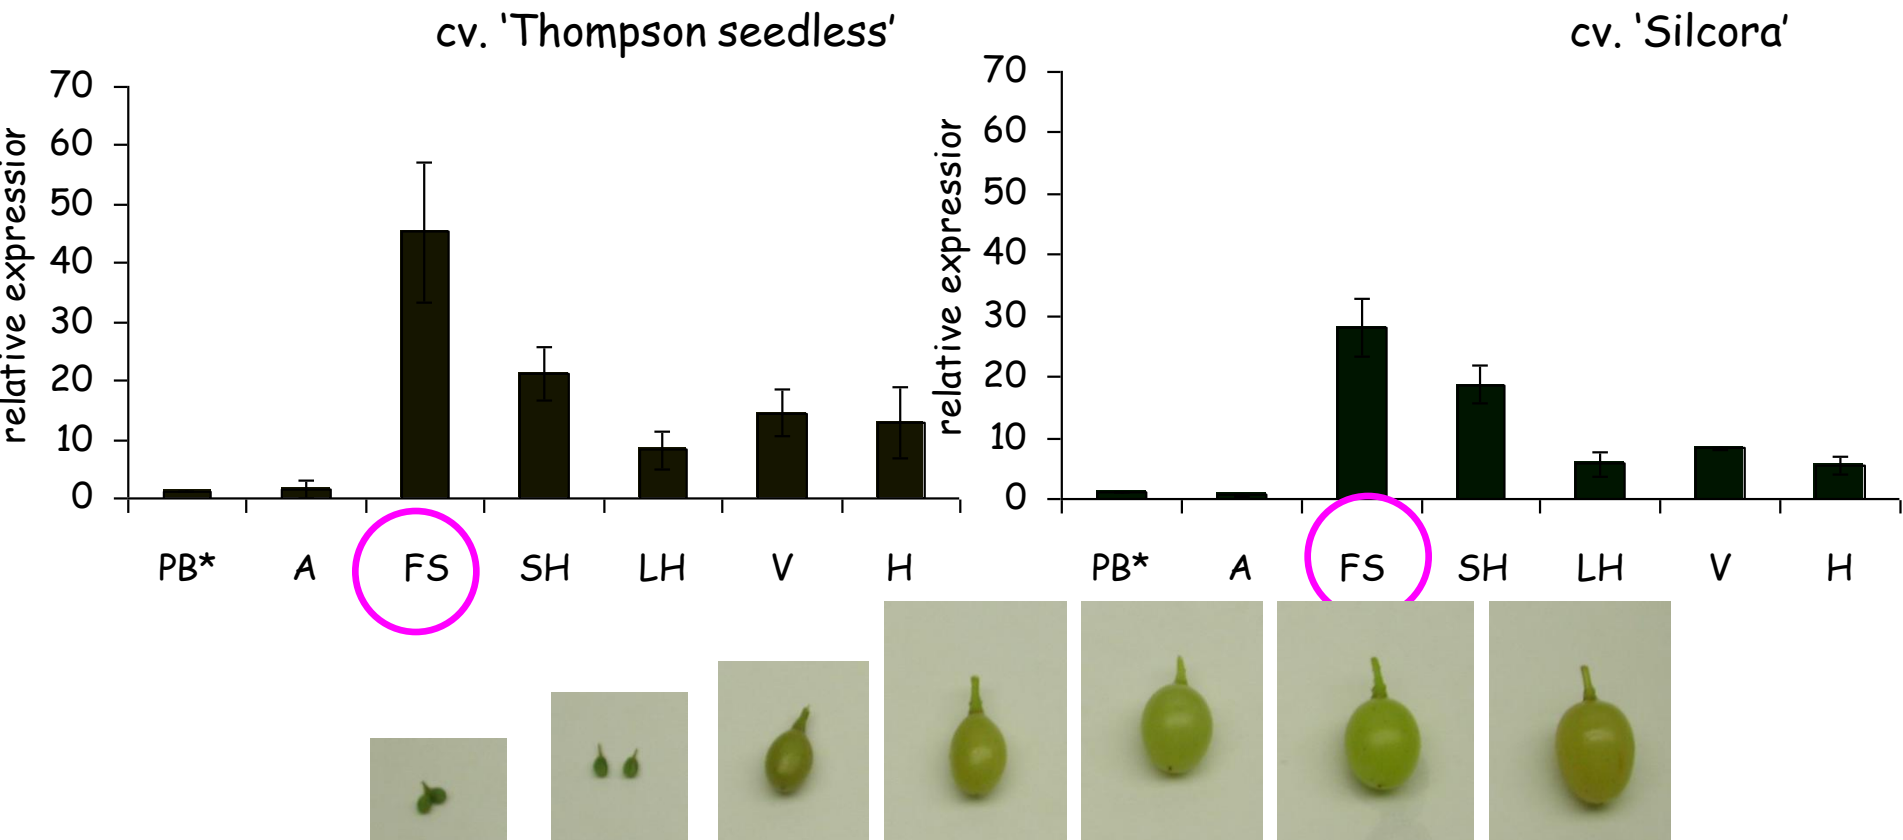 cv. ‘Thompson seedless’
70
60
50
40
30
20
10
0
relative expressior
PB* A FS SH LH V H
cv. ‘Silcora’
70
60
50
40
30
20
10
0
relative expressior
PB* A FS SH LH V H